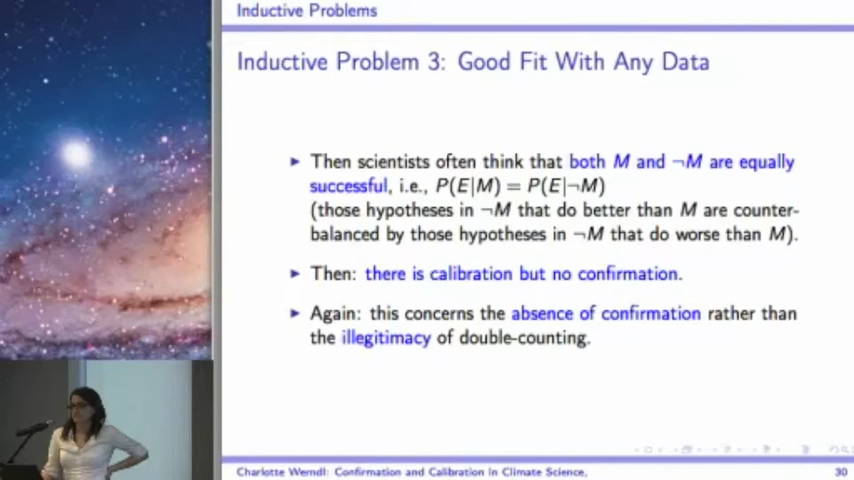 Inductive Problems
Inductive Problem 3: Good Fit With Any Data
► Then scientists often think that both M and ¬M are equally
successful, i.e., P(E|M) = P(E|¬M)
(those hypotheses in ¬M that do better than M are counter-
balanced by those hypotheses in ¬M that do worse than M).
► Then: there is calibration but no confirmation.
► Again: this concerns the absence of confirmation rather than
the illegitimacy of double-counting.
Charlotte Werndl: Confirmation and Calibration in Climate Science,
30